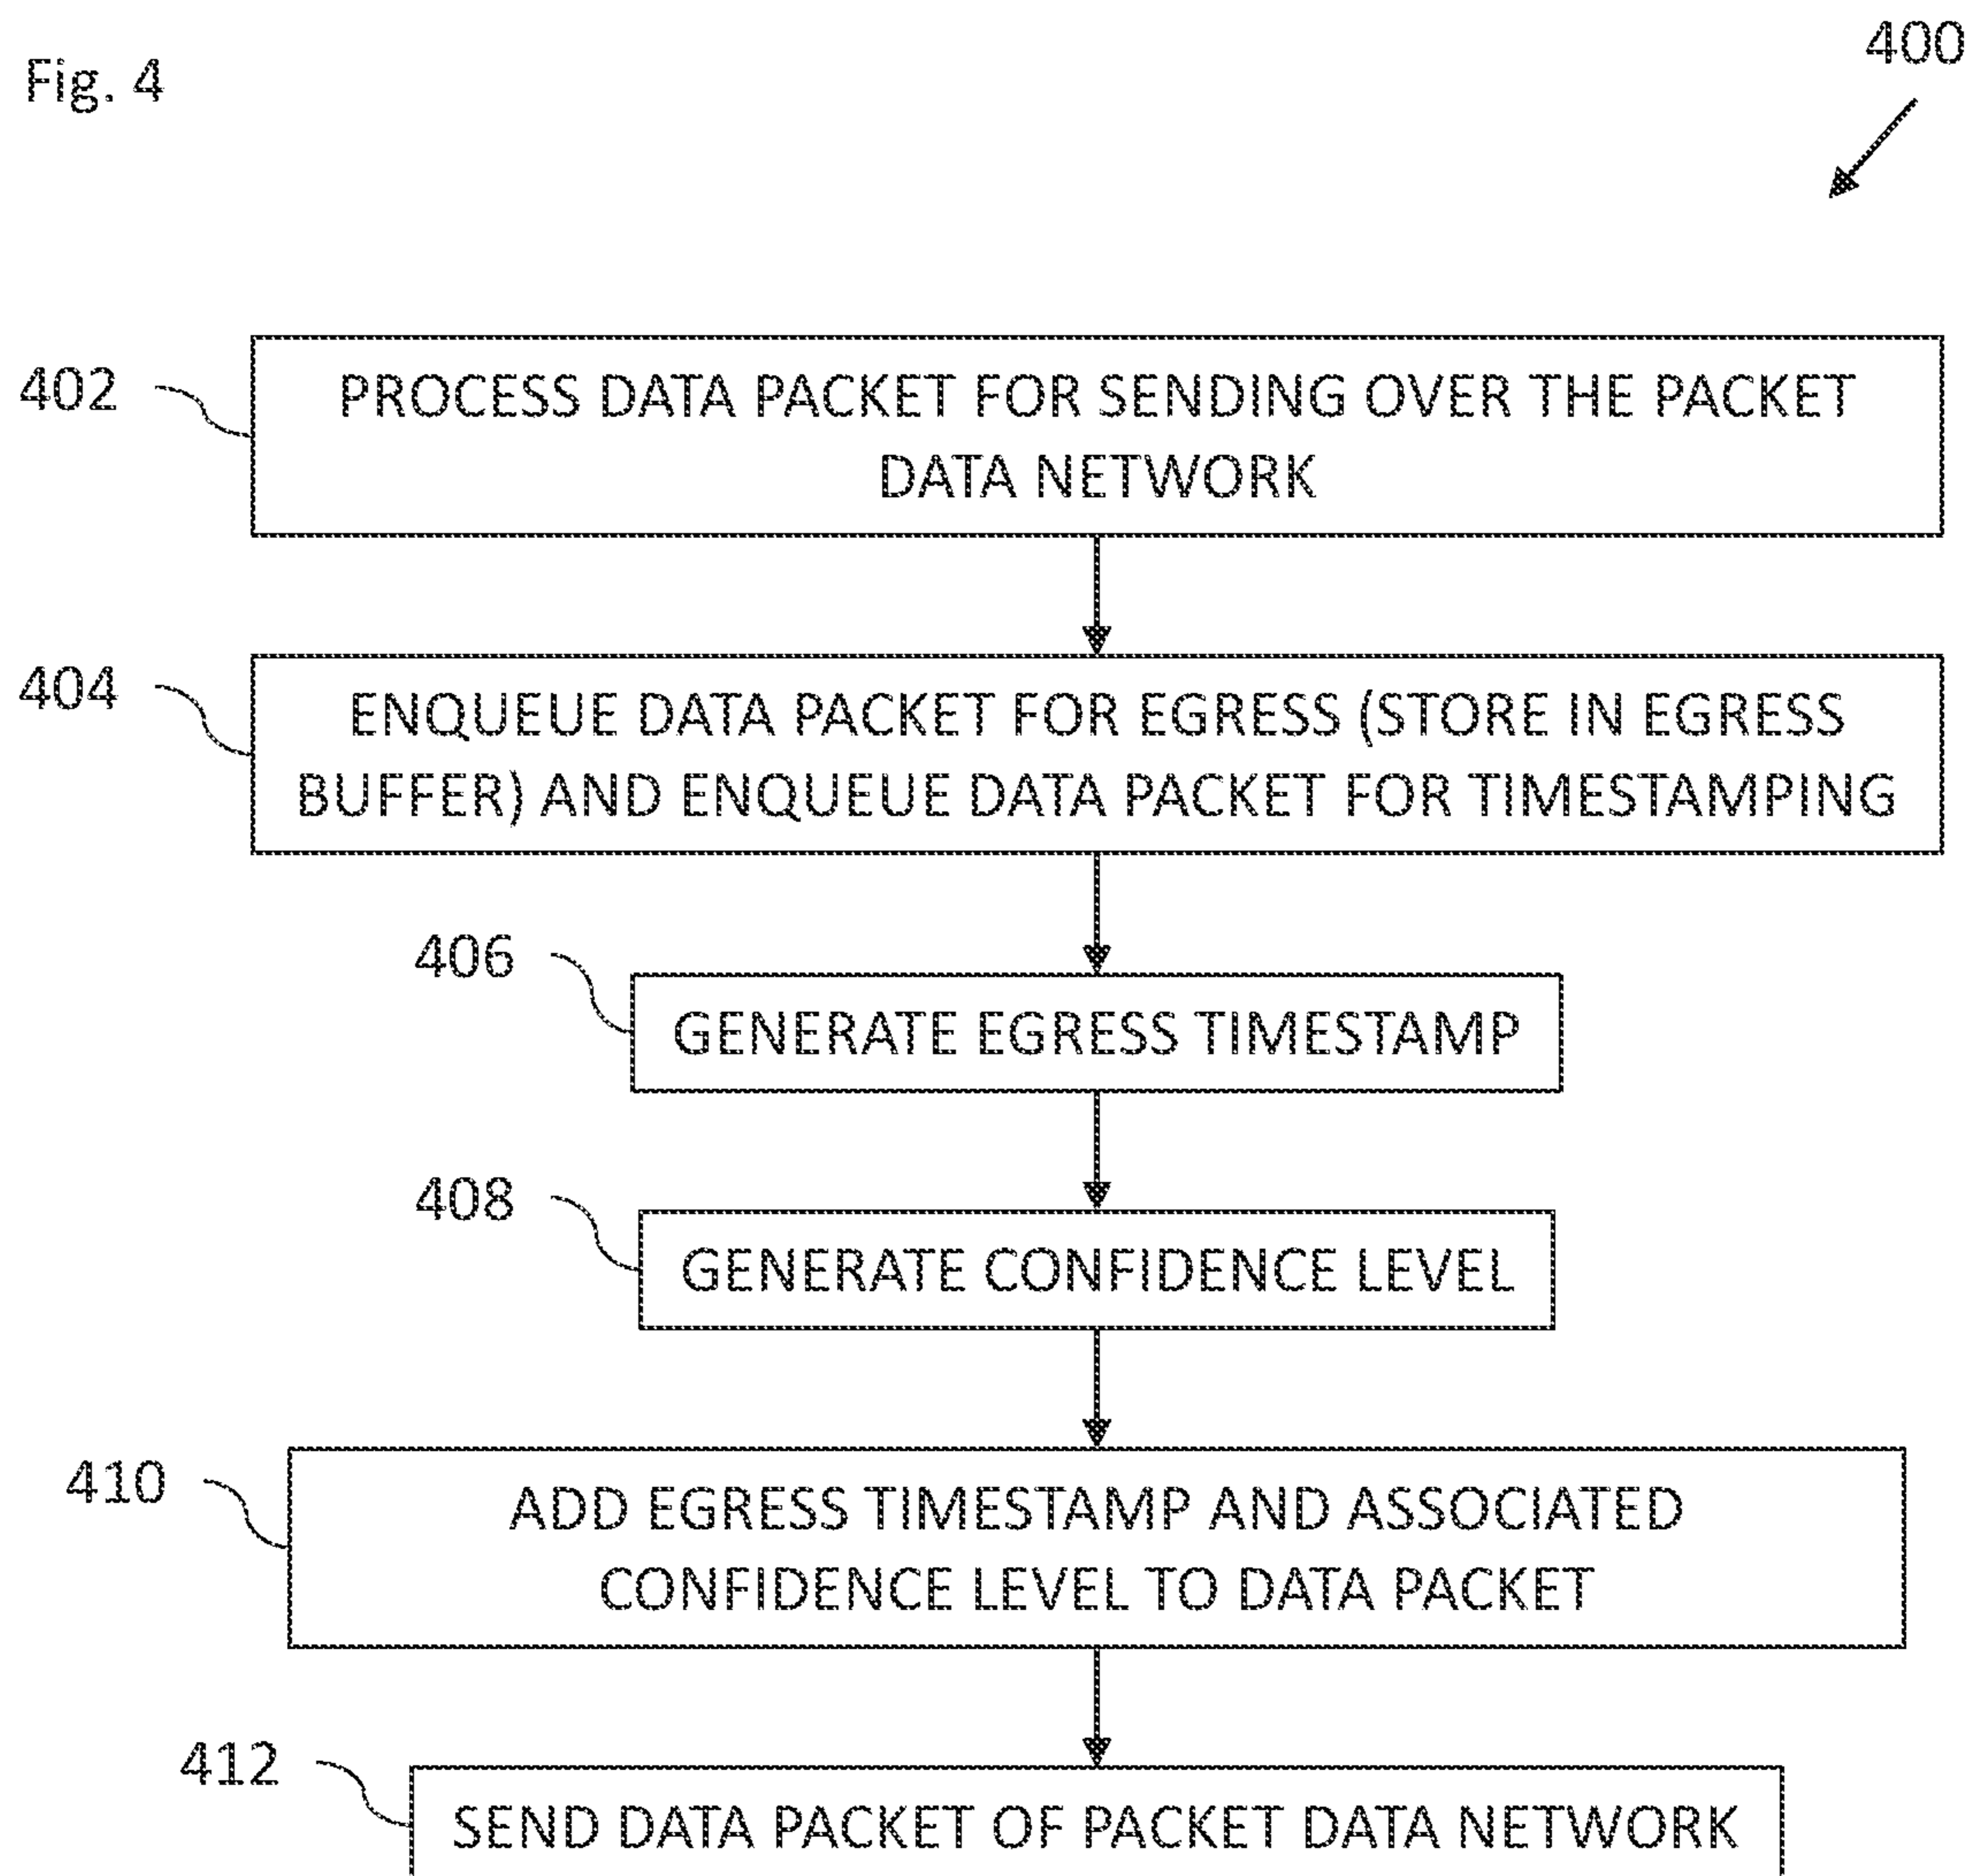 Fig. 4
400
402
PROCESS DATA PACKET FOR SENDING OVER THE PACKET
DATA NETWORK
404
ENQUEUE DATA PACKET FOR EGRESS (STORE IN EGRESS
BUFFER) AND ENQUEUE DATA PACKET FOR TIMESTAMPING
406
GENERATE EGRESS TIMESTAMP
408
GENERATE CONFIDENCE LEVEL
410
ADD EGRESS TIMESTAMP AND ASSOCIATED
CONFIDENCE LEVEL TO DATA PACKET
412
SEND DATA PACKET OF PACKET DATA NETWORK